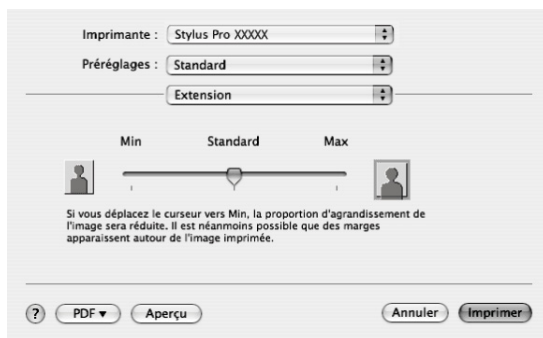 Imprimante : Stylus Pro XXXXX
Préréglages : Standard
Extension
Min Standard Max
Si vous déplacez le curseur vers Min, la proportion d'agrandissement de
l'image sera réduite. Il est néanmoins possible que des marges
apparaissent autour de l'image imprimée.
? PDF ▼ Aperçu Annuler Imprimer